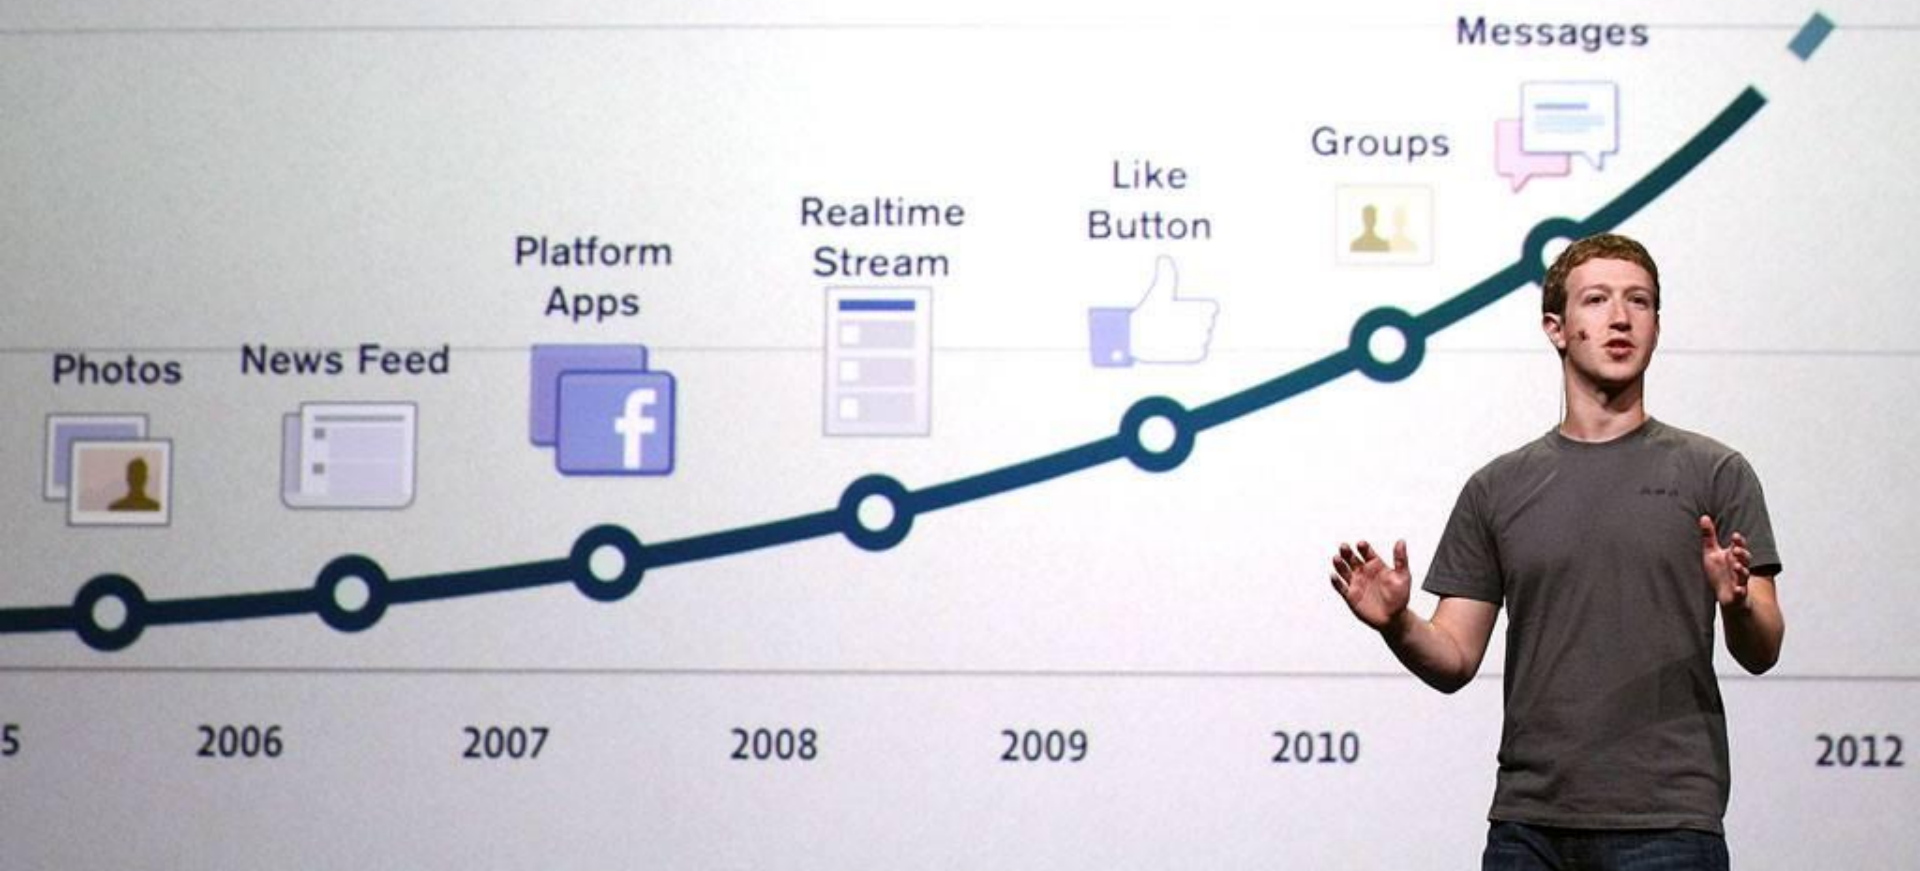 Messages
Groups
Like
Button
Realtime
Stream
Platform
Apps
News Feed
Photos
f
5
2006
2007
2008
2009
2010
2012